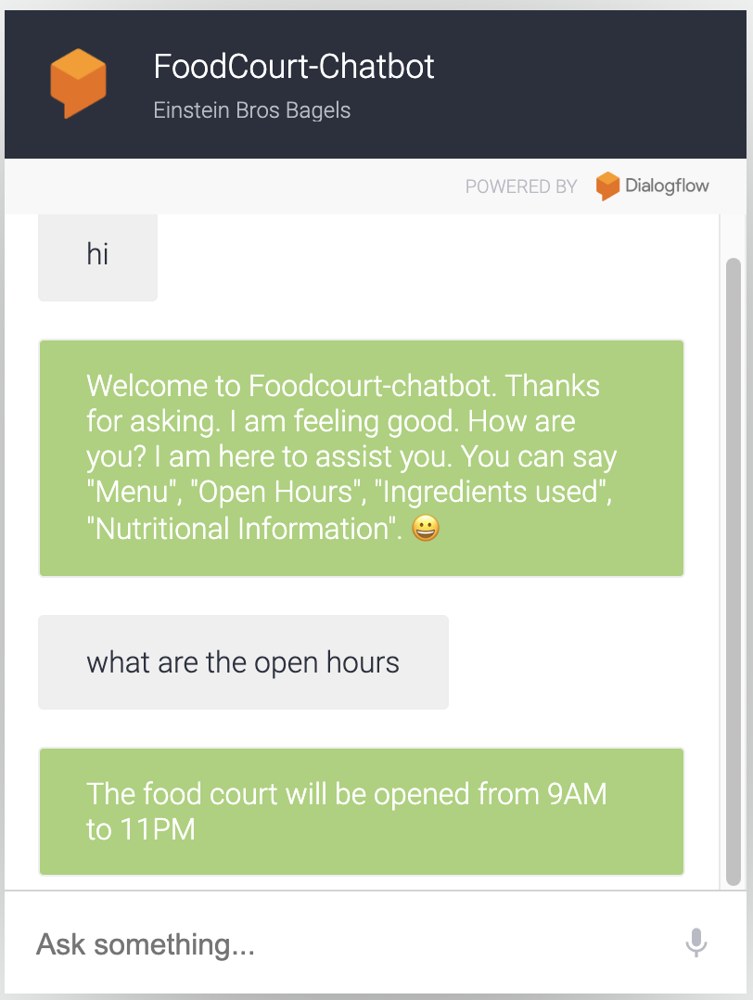 FoodCourt-Chatbot
Einstein Bros Bagels
POWERED BY Dialogflow
hi
Welcome to Foodcourt-chatbot. Thanks
for asking. I am feeling good. How are
you? I am here to assist you. You can say
"Menu", "Open Hours", "Ingredients used",
"Nutritional Information". 😀
what are the open hours
The food court will be opened from 9AM
to 11PM
Ask something...